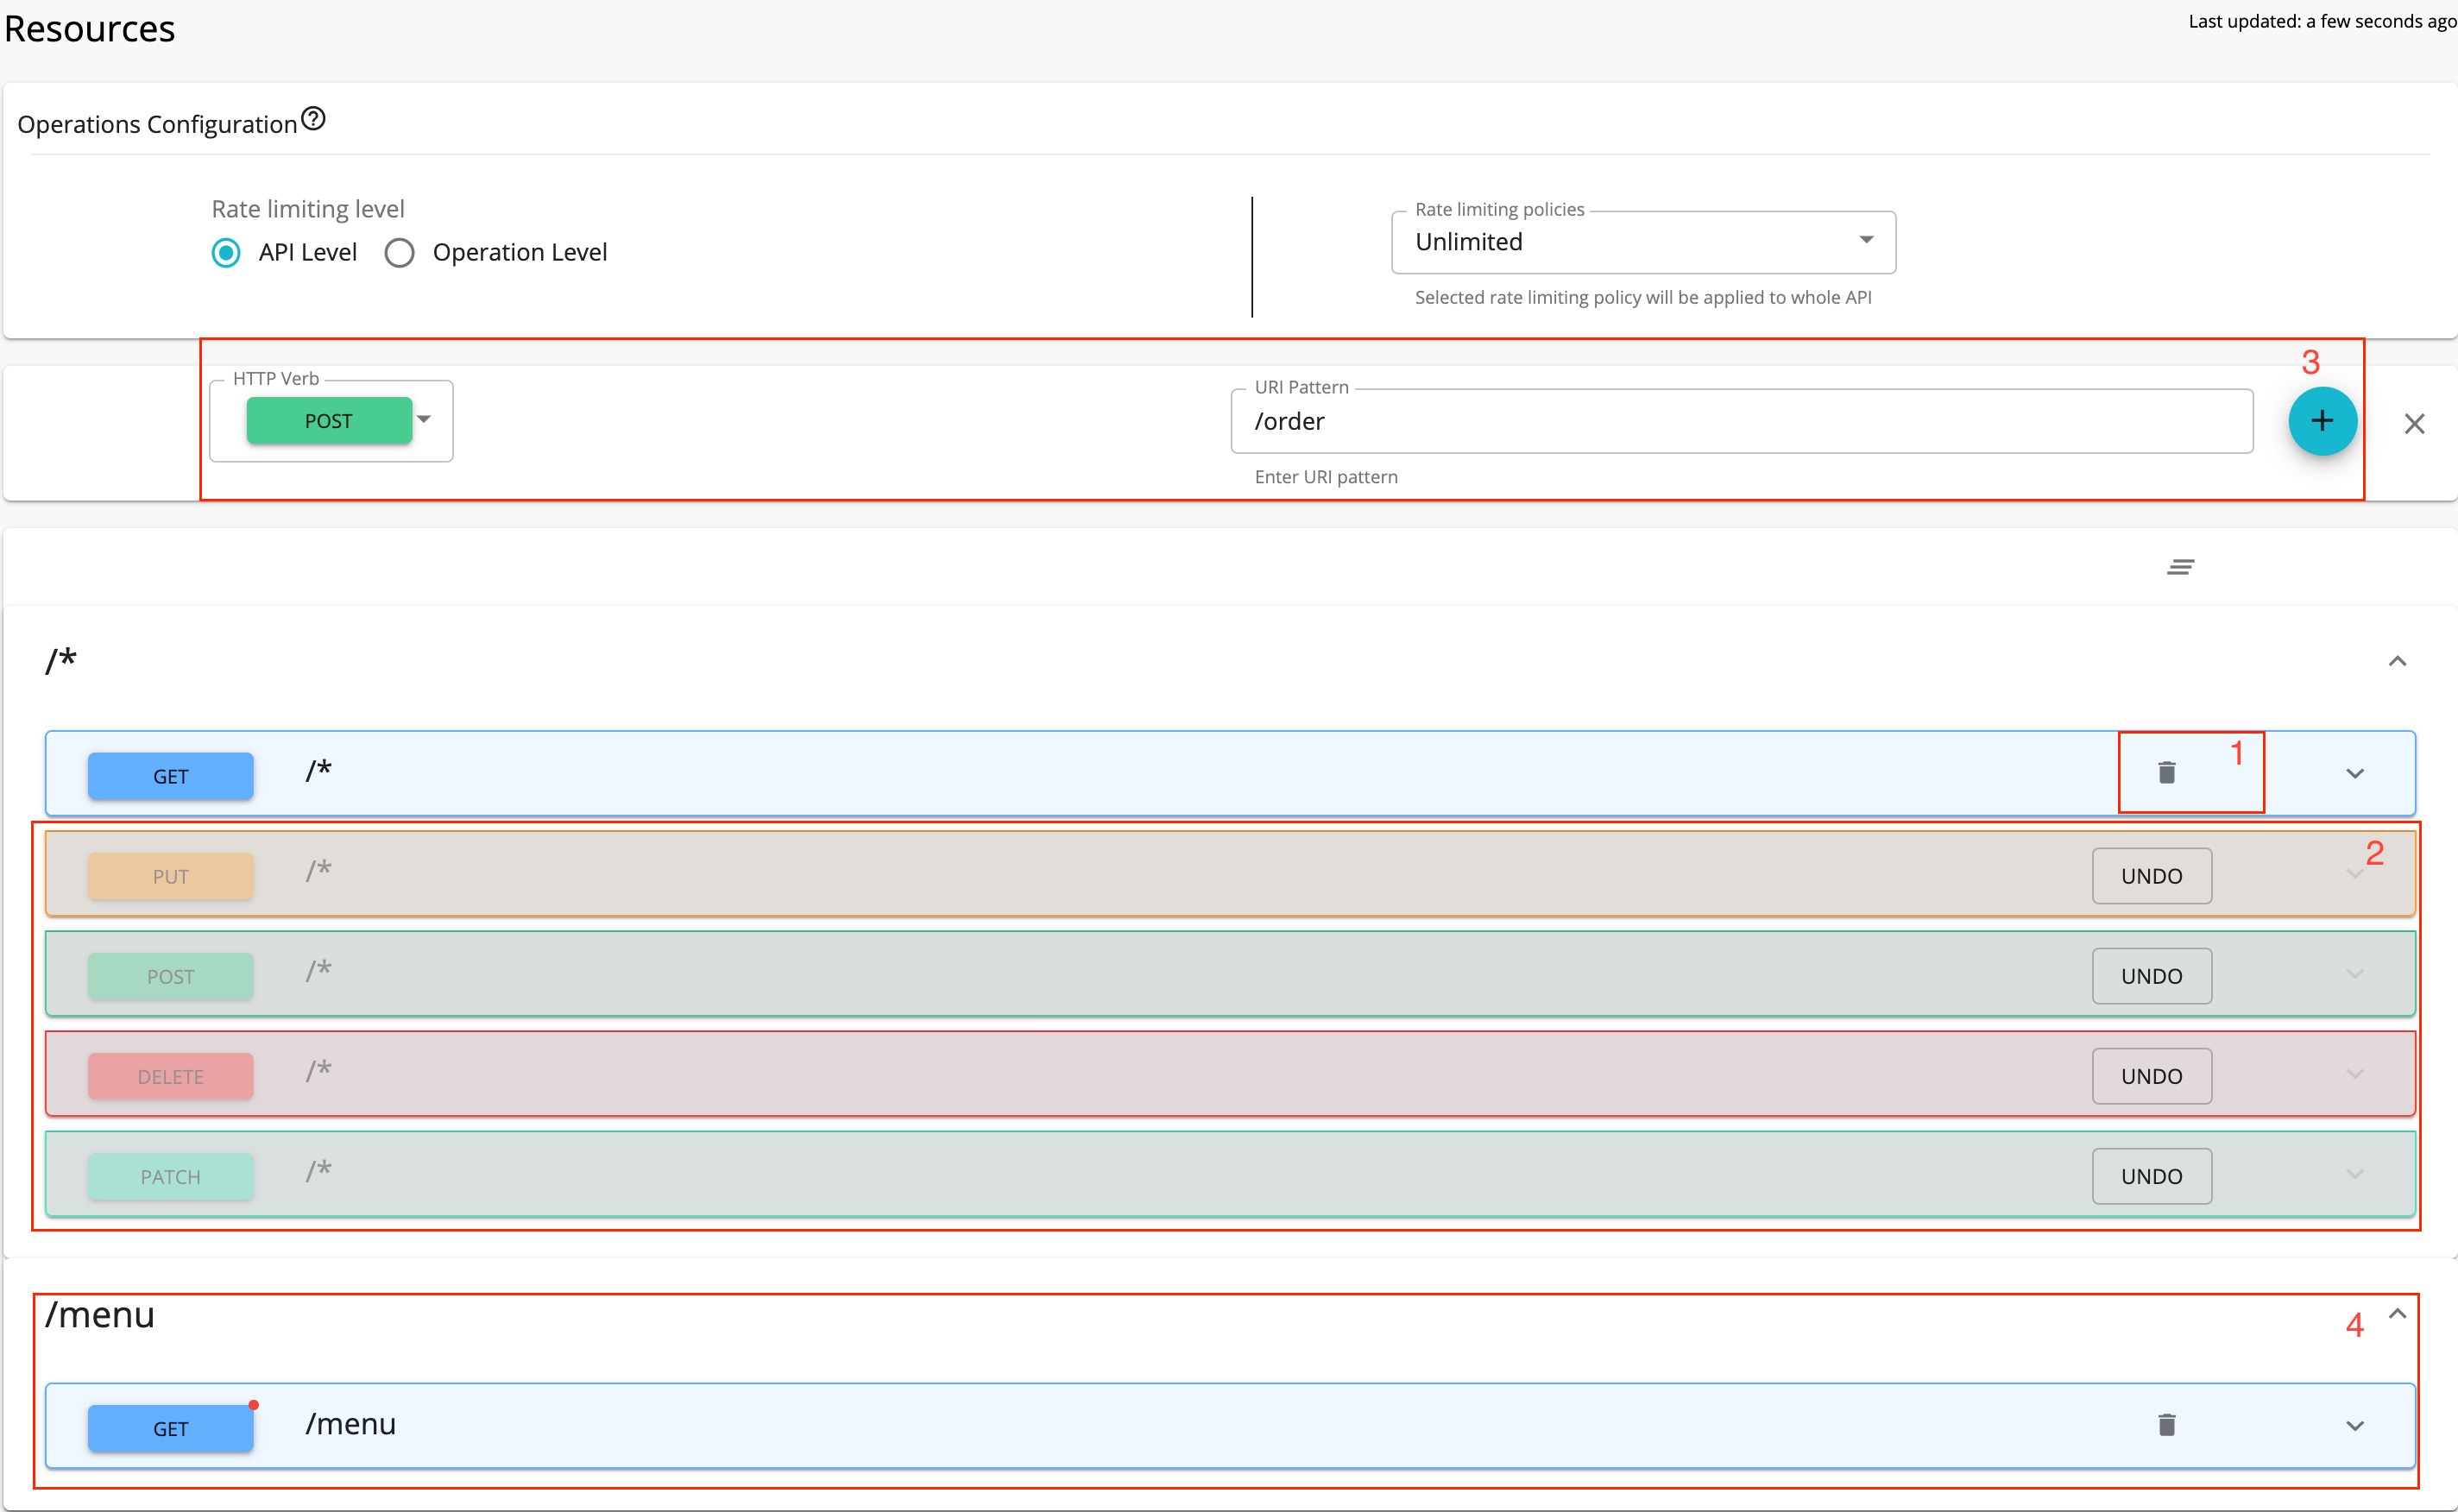 Resources
Last updated: a few seconds ago
Operations Configuration
Rate limiting level
API Level
Operation Level
Rate limiting policies
Unlimited
Selected rate limiting policy will be applied to whole API
3
HTTP Verb
POST
URI Pattern
/order
+
Enter URI pattern
/*
GET /*
1
PUT /* UNDO
2
POST /* UNDO
DELETE /* UNDO
PATCH /* UNDO
/menu
4
GET /menu